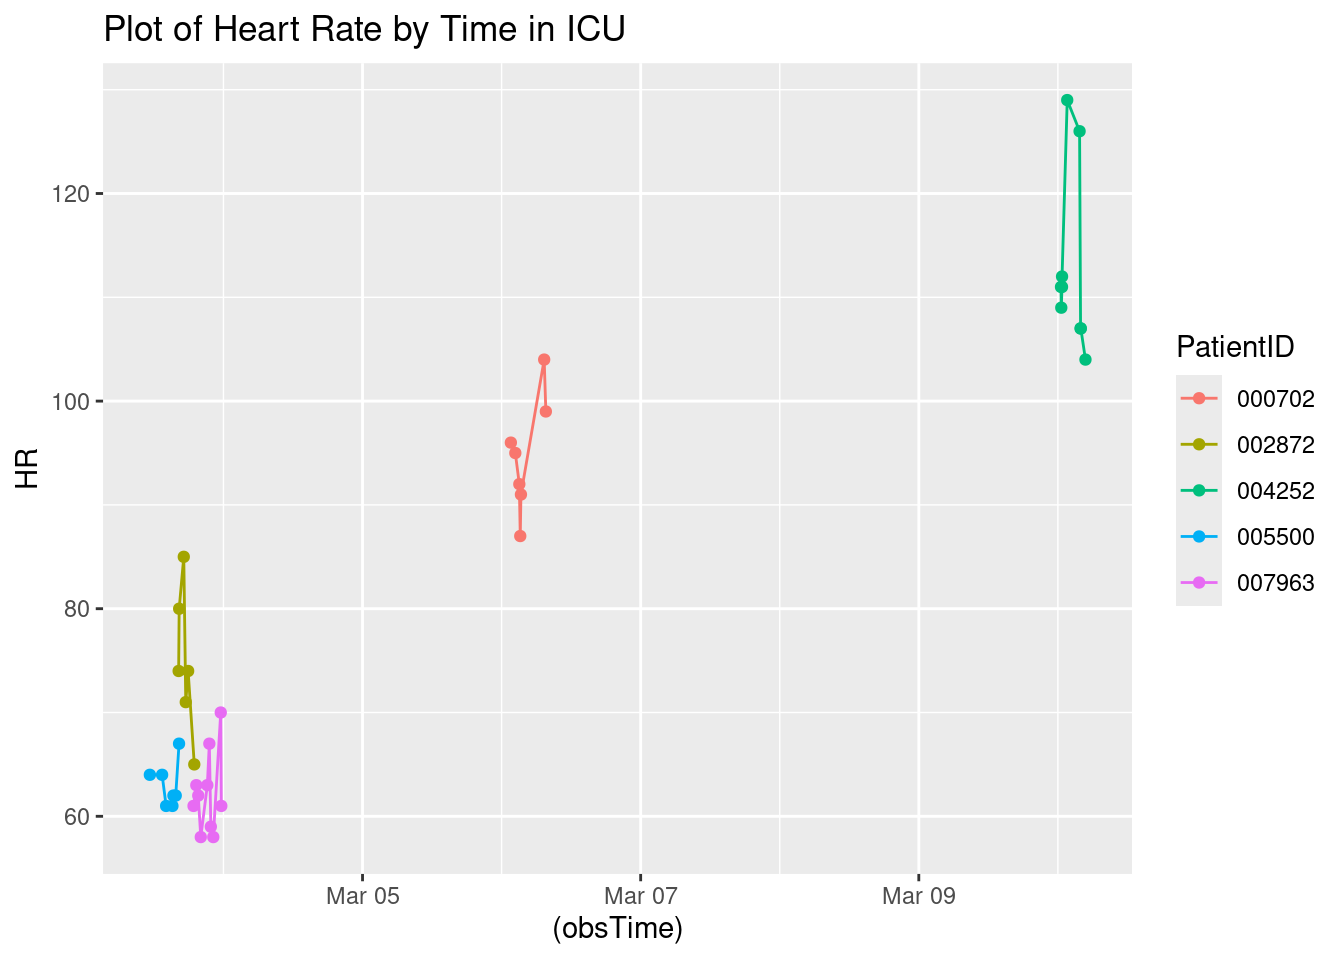 Plot of Heart Rate by Time in ICU
120
100
80
60
HR
Mar 05
Mar 07
Mar 09
(obsTime)
PatientID
000702
002872
004252
005500
007963